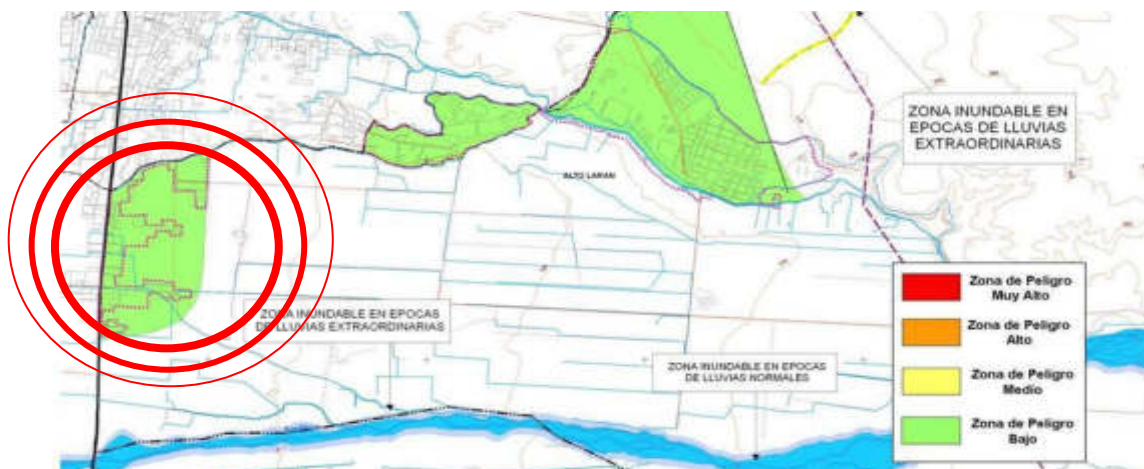 ZONA INUNDABLE EN
EPOCAS DE LLUVIAS
EXTRAORDINARIAS
ALTO LARAN
ZONA INUNDABLE EN EPOCAS
DE LLUVIAS EXTRAORDINARIAS
ZONA INUNDABLE EN EPOCAS
DE LLUVIAS NORMALES
Zona de Peligro
Muy Alto
Zona de Peligro
Alto
Zona de Peligro
Medio
Zona de Peligro
Bajo